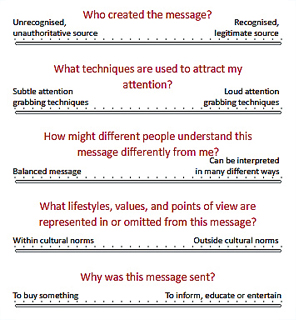 Who created the message?
Unrecognised, Recognised,
unauthoritative source legitimate source
What techniques are used to attract my
attention?
Subtle attention Loud attention
grabbing techniques grabbing techniques
How might different people understand this
message differently from me?
Can be interpreted
Balanced message in many different ways
What lifestyles, values, and points of view are
represented in or omitted from this message?
Within cultural norms Outside cultural norms
Why was this message sent?
To buy something To inform, educate or entertain